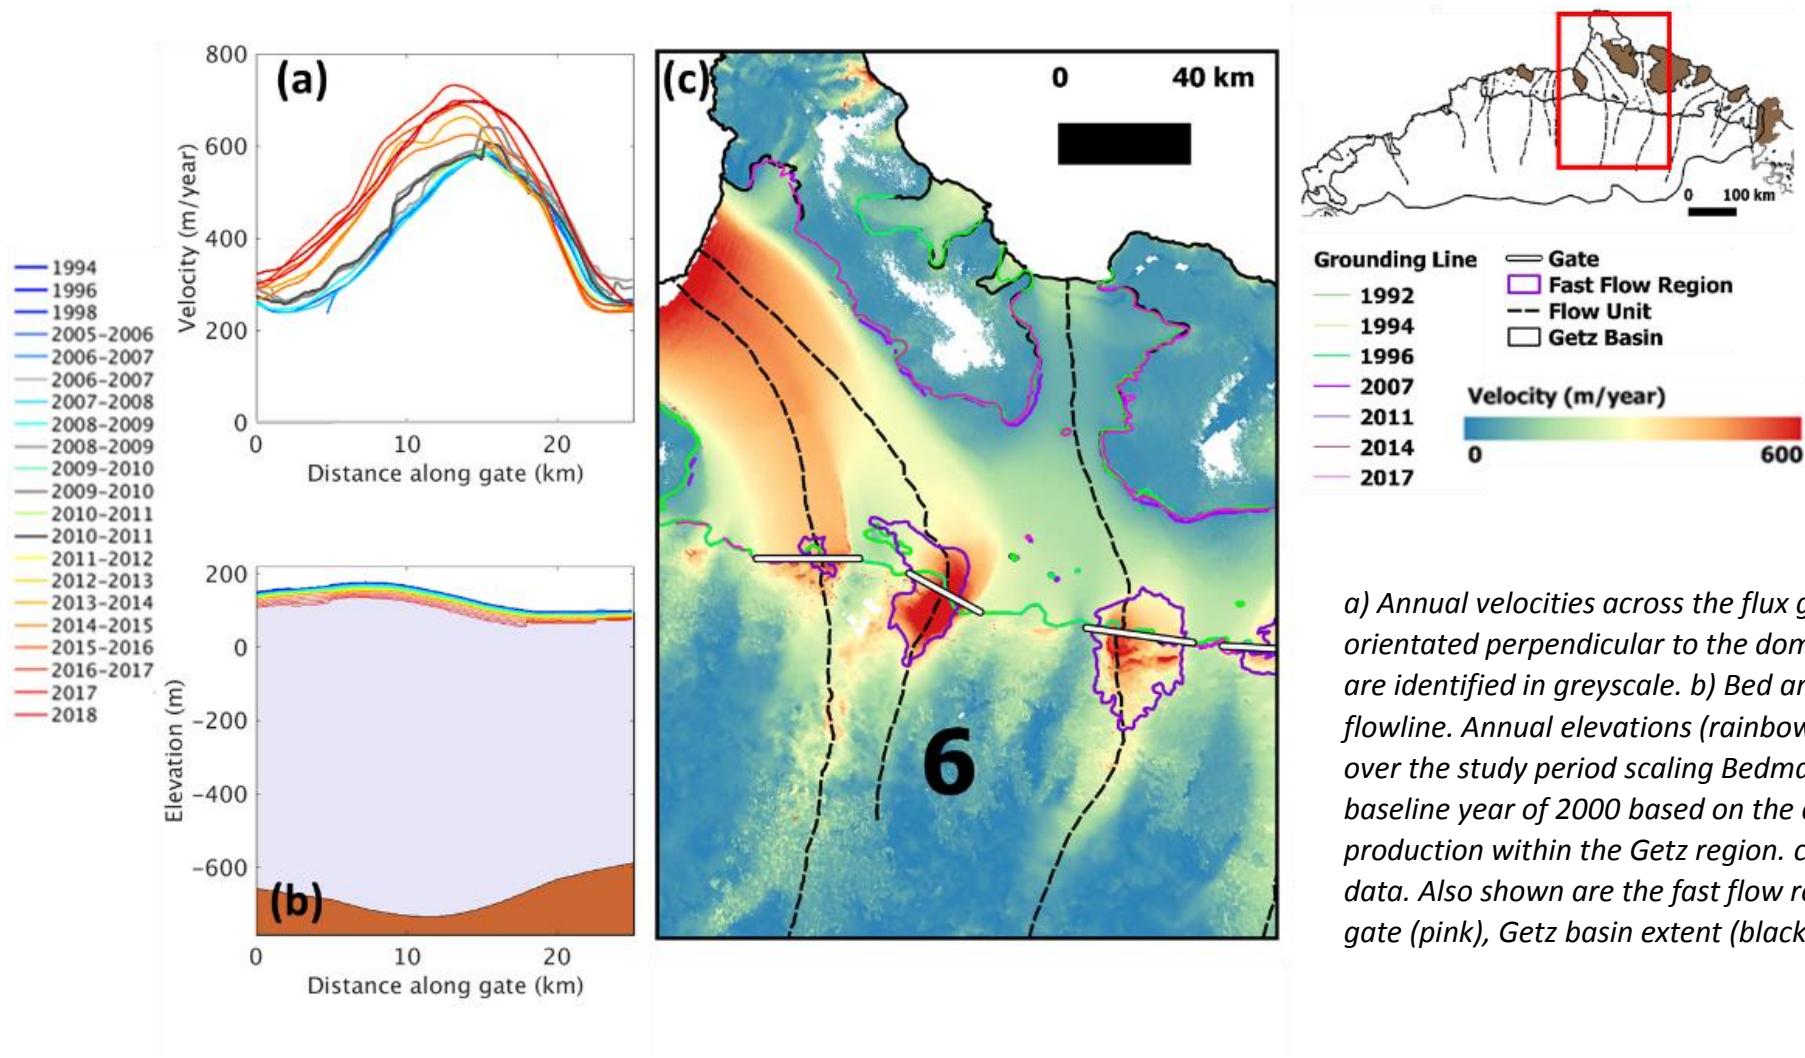 1994
1996
1998
2005-2006
2006-2007
2006-2007
2007-2008
2008-2009
2008-2009
2009-2010
2009-2010
2010-2011
2010-2011
2011-2012
2012-2013
2013-2014
2014-2015
2015-2016
2016-2017
2017
2018
(a)
800
600
400
200
0
Velocity (m/year)
0 10 20
Distance along gate (km)
(b)
200
0
−200
−400
−600
Elevation (m)
0 10 20
Distance along gate (km)
(c)
0 40 km
6
0 100 km
Grounding Line
1992
1994
1996
2007
2011
2014
2017
Gate
Fast Flow Region
Flow Unit
Getz Basin
Velocity (m/year)
0 600
a) Annual velocities across the flux g
orientated perpendicular to the dom
are identified in greyscale. b) Bed an
flowline. Annual elevations (rainbow
over the study period scaling Bedma
baseline year of 2000 based on the
production within the Getz region. c
data. Also shown are the fast flow re
gate (pink), Getz basin extent (black